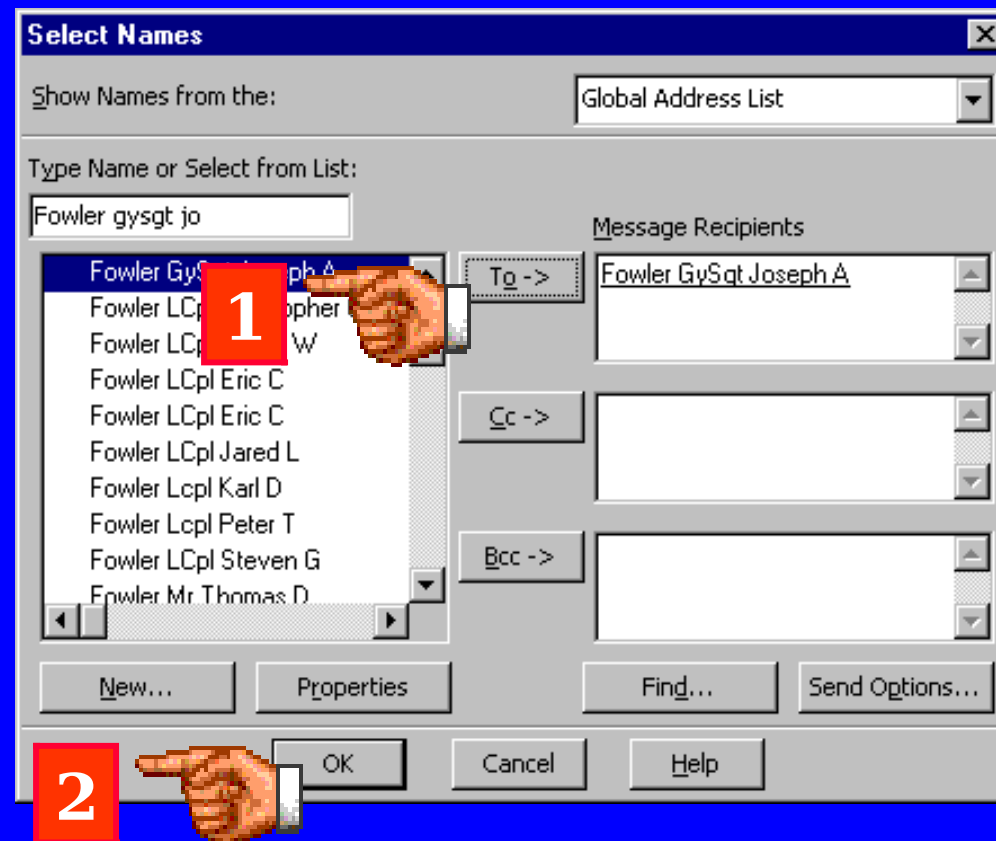 Select Names
Show Names from the:
Global Address List
Type Name or Select from List:
Fowler gysgt jo
Message Recipients
Fowler ph A
1
Fowler opher
Fowler W
Fowler LCpl Eric C
Fowler LCpl Eric C
Fowler LCpl Jared L
Fowler Lcpl Karl D
Fowler Lcpl Peter T
Fowler LCpl Steven G
Fowler Mr Thomas D
To ->
Fowler GySgt Joseph A
Cc ->
Bcc ->
New...
Properties
Find...
Send Options...
2
OK
Cancel
Help